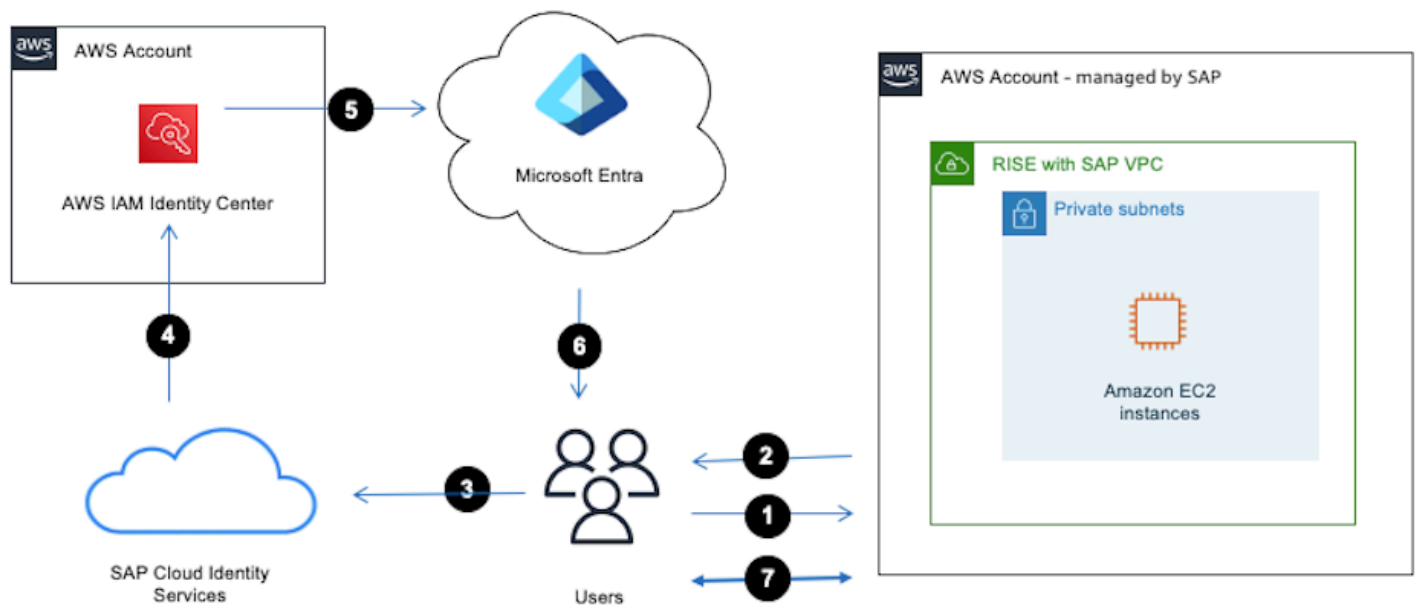 aws
AWS Account
5
AWS IAM Identity Center
Microsoft Entra
aws
AWS Account - managed by SAP
RISE with SAP VPC
Private subnets
Amazon EC2
instances
4
6
2
3
1
7
SAP Cloud Identity
Services
Users